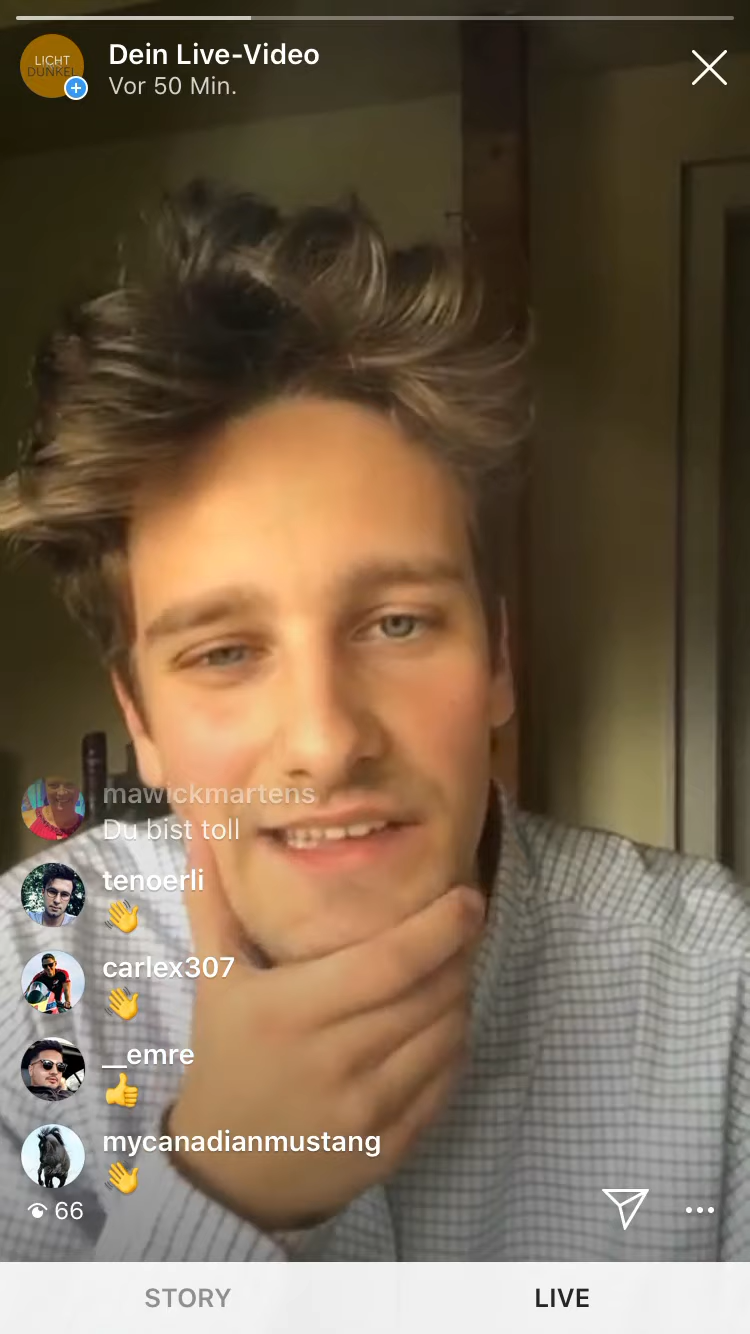 LICHT
DUNKEL
Dein Live-Video
Vor 50 Min.
mawickmartens
Du bist toll
tenoerli
👋
carlex307
👋
__emre
👍
mycanadianmustang
👋
66
STORY
LIVE